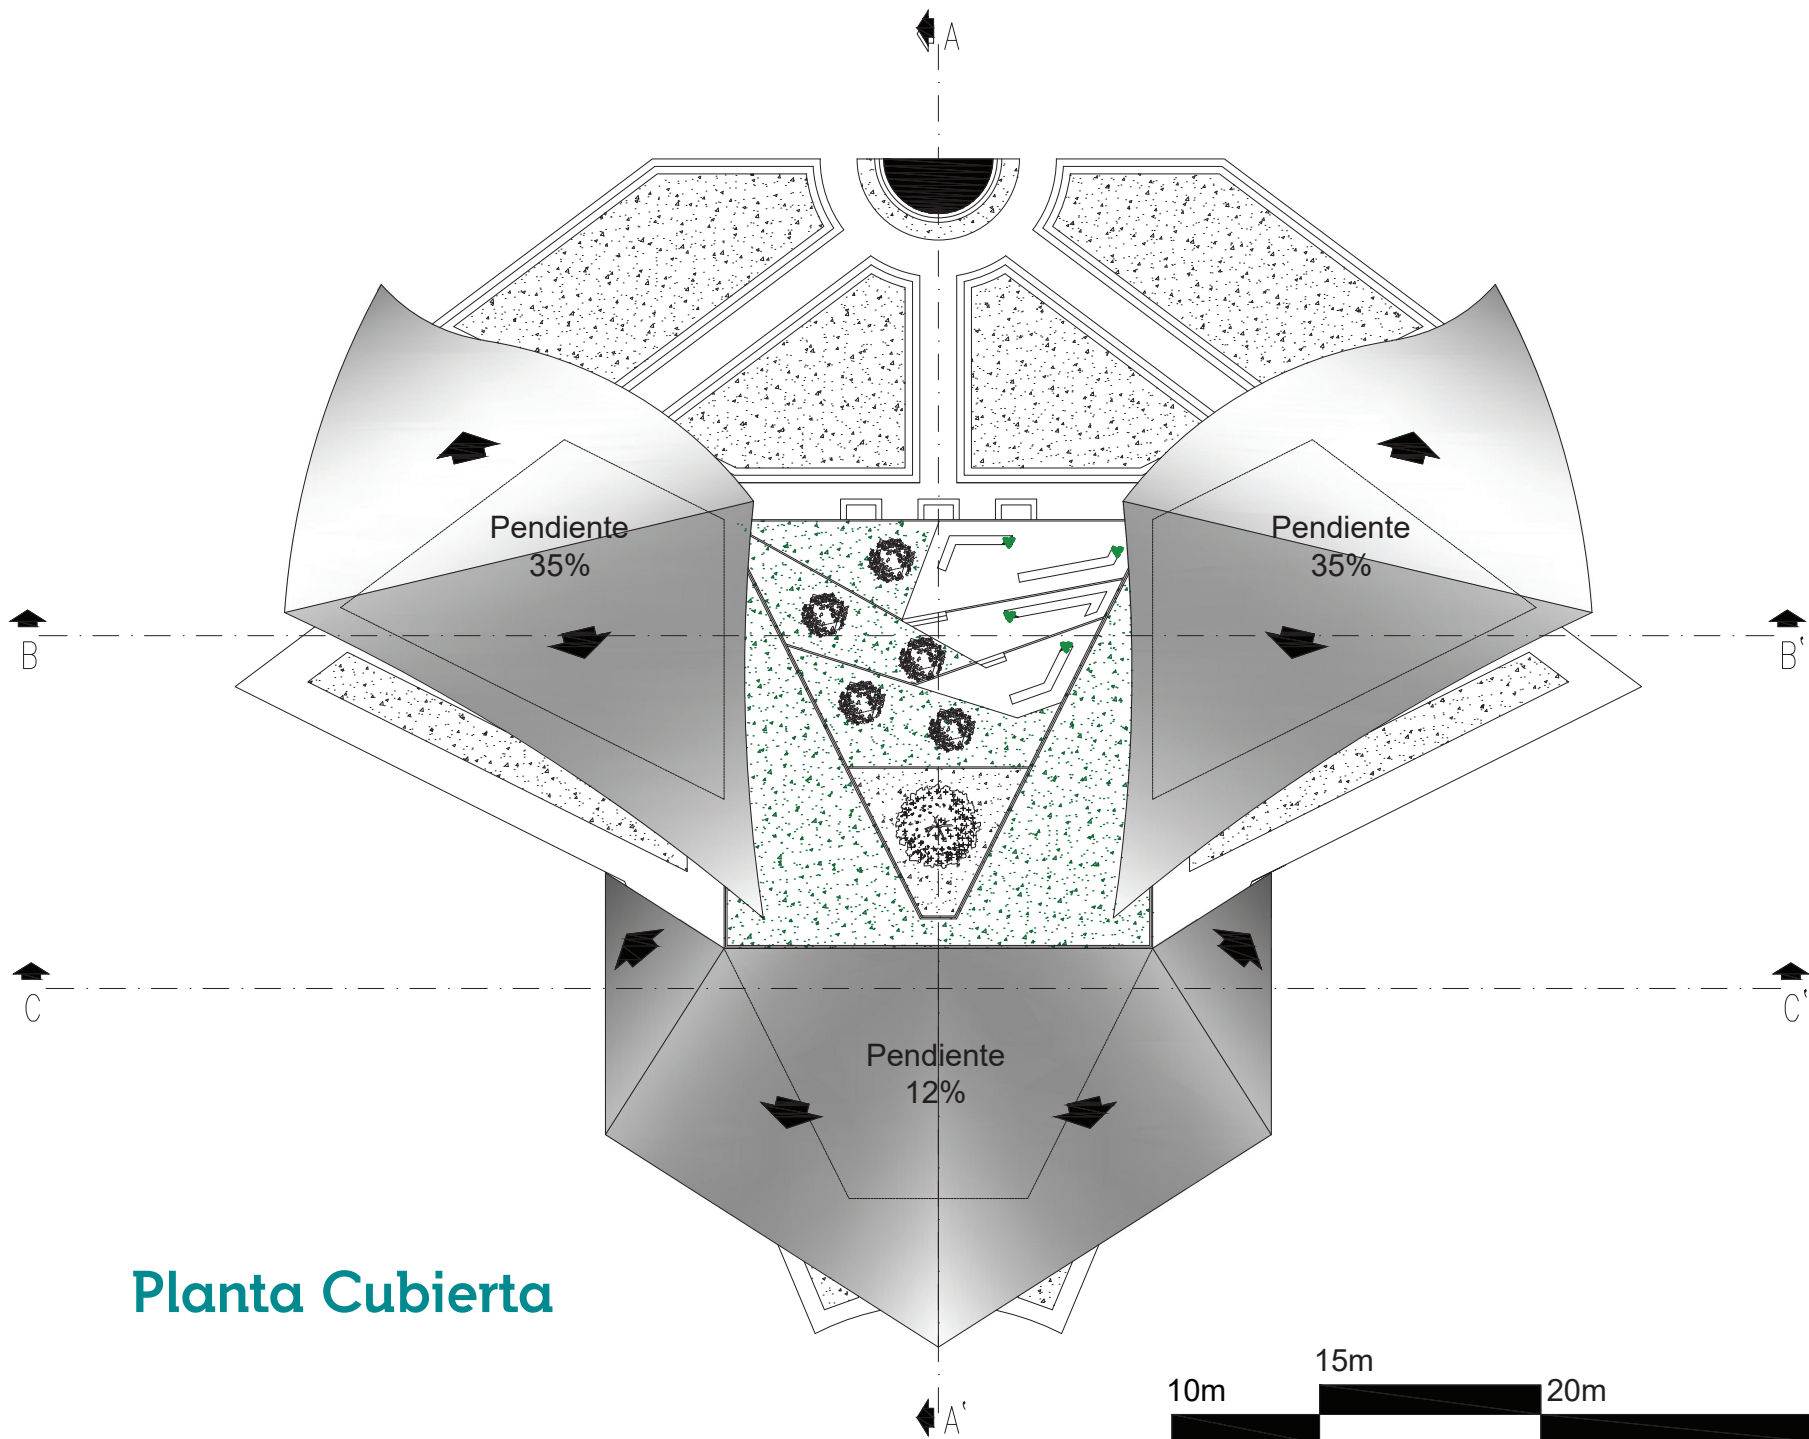 A
Pendiente
35%
Pendiente
35%
B
B'
C
C'
Pendiente
12%
Planta Cubierta
15m
10m
20m
A'